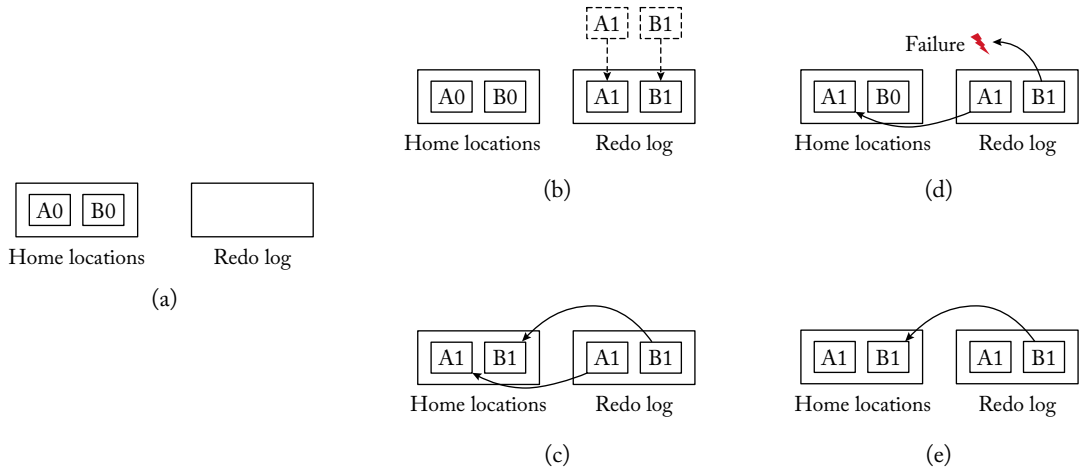 A0 B0
Home locations
Redo log
(a)
A1 B1
A0 B0
A1 B1
Home locations
Redo log
(b)
A1 B1
A1 B1
Home locations
Redo log
(c)
Failure
A1 B0
A1 B1
Home locations
Redo log
(d)
A1 B1
A1 B1
Home locations
Redo log
(e)